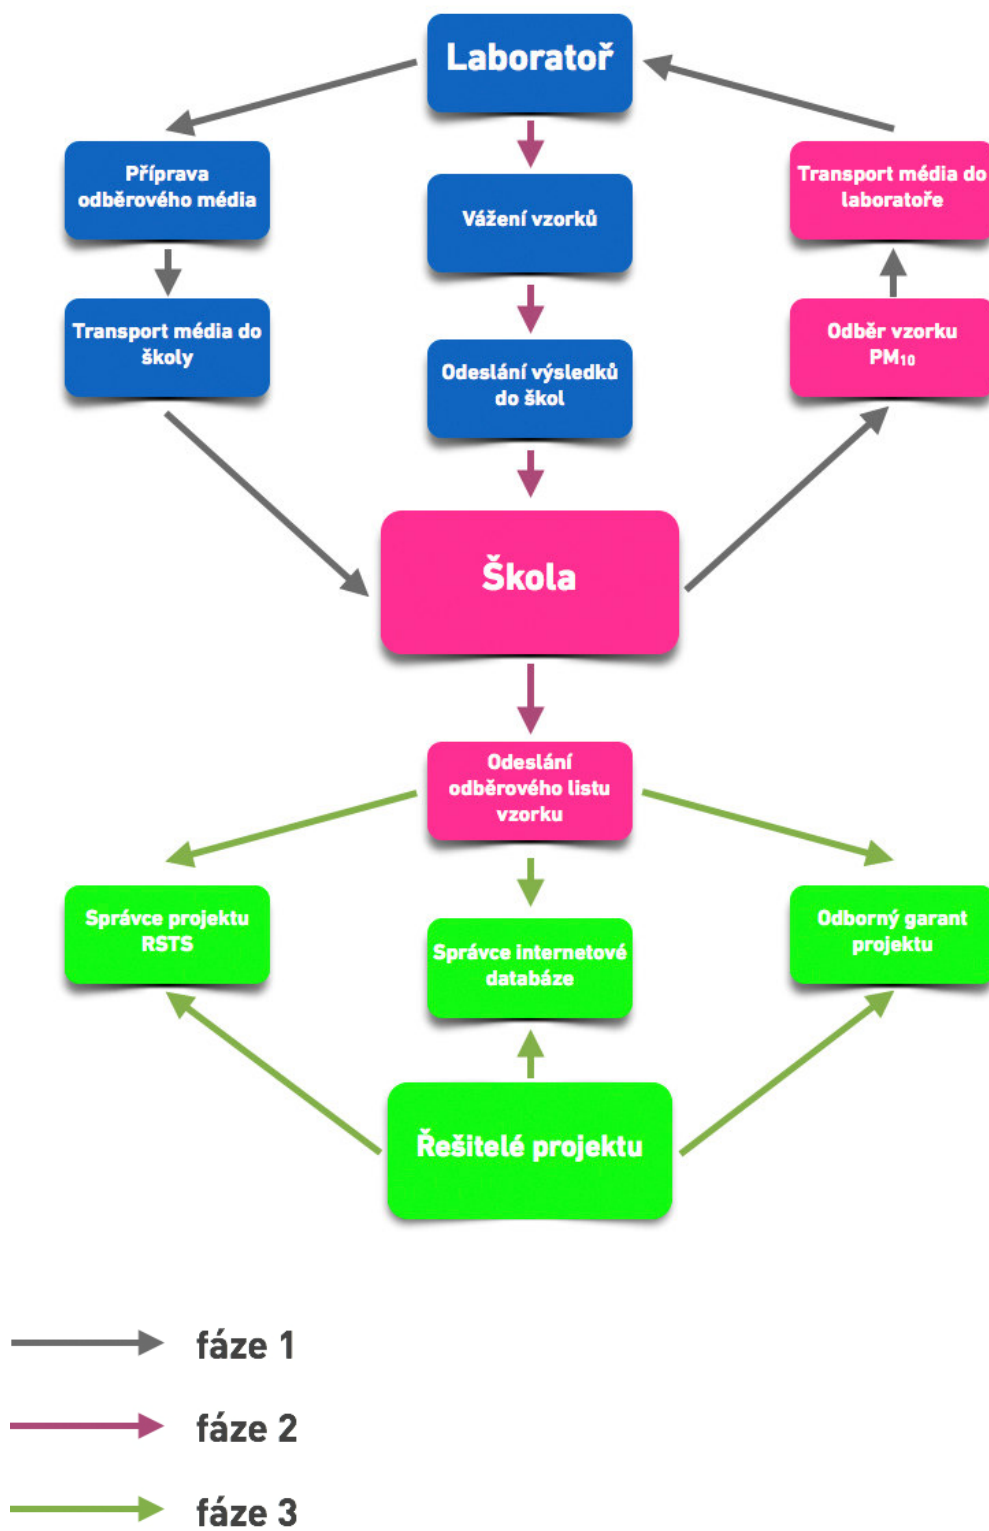 Laboratoř
Příprava
odběrového média
Transport média do
laboratoře
Vážení vzorků
Transport média do
školy
Odběr vzorku
PM₁₀
Odeslání výsledků
do škol
Škola
Odeslání
odběrového listu
vzorku
Správce projektu
RSTS
Správce internetové
databáze
Odborný garant
projektu
Řešitelé projektu
fáze 1
fáze 2
fáze 3